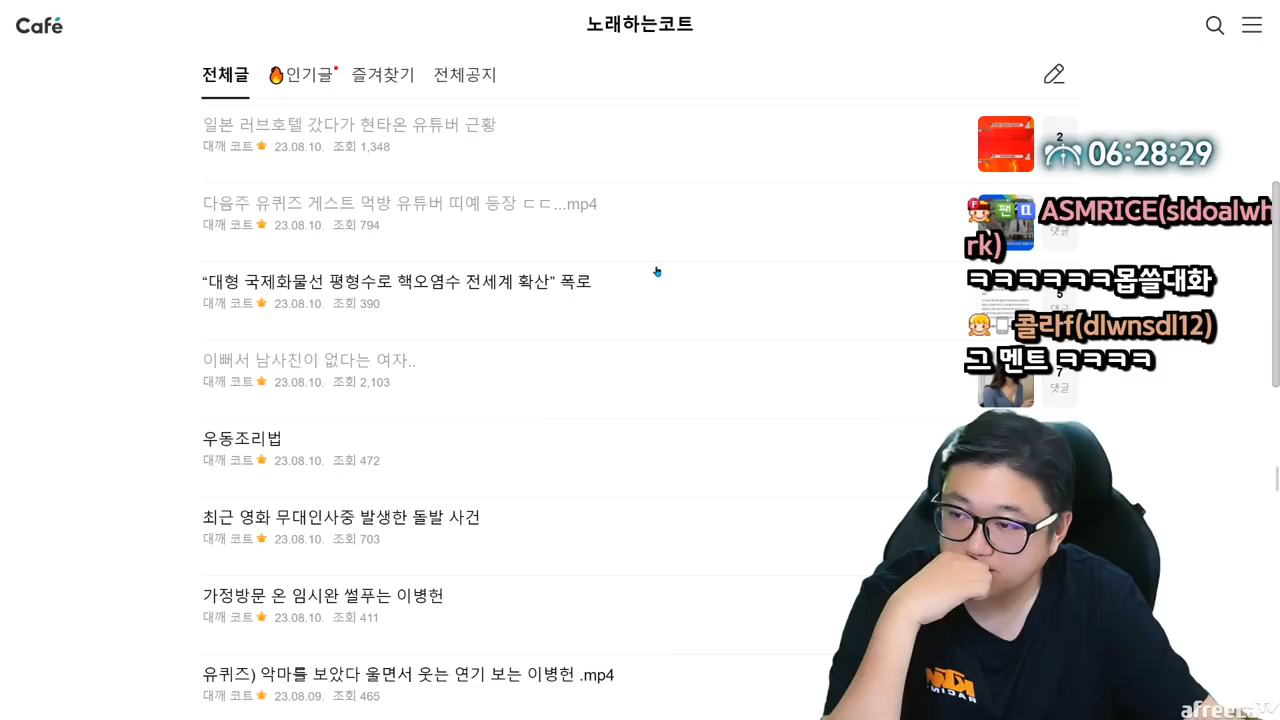 Café
노래하는코트
전체글 🔥인기글 즐겨찾기 전체공지
일본 러브호텔 갔다가 현타온 유튜버 근황
대깨 코트 23.08.10. 조회 1,348
2
06:28:29
다음주 유퀴즈 게스트 먹방 유튜버 띠예 등장 ㄷㄷ...mp4
대깨 코트 23.08.10. 조회 794
댓글
F 팬 ASMRICE(sldoalwh
rk)
ㅋㅋㅋㅋㅋㅋ몹쓸대화
“대형 국제화물선 평형수로 핵오염수 전세계 확산” 폭로
대깨 코트 23.08.10. 조회 390
5
콜라f(dlwnsdl12)
그 멘트 ㅋㅋㅋㅋ
이뻐서 남사친이 없다는 여자..
대깨 코트 23.08.10. 조회 2,103
7
댓글
우동조리법
대깨 코트 23.08.10. 조회 472
최근 영화 무대인사중 발생한 돌발 사건
대깨 코트 23.08.10. 조회 703
가정방문 온 임시완 썰푸는 이병헌
대깨 코트 23.08.10. 조회 411
유퀴즈) 악마를 보았다 울면서 웃는 연기 보는 이병헌 .mp4
대깨 코트 23.08.09. 조회 465
KTM
RACING
afreecaTV